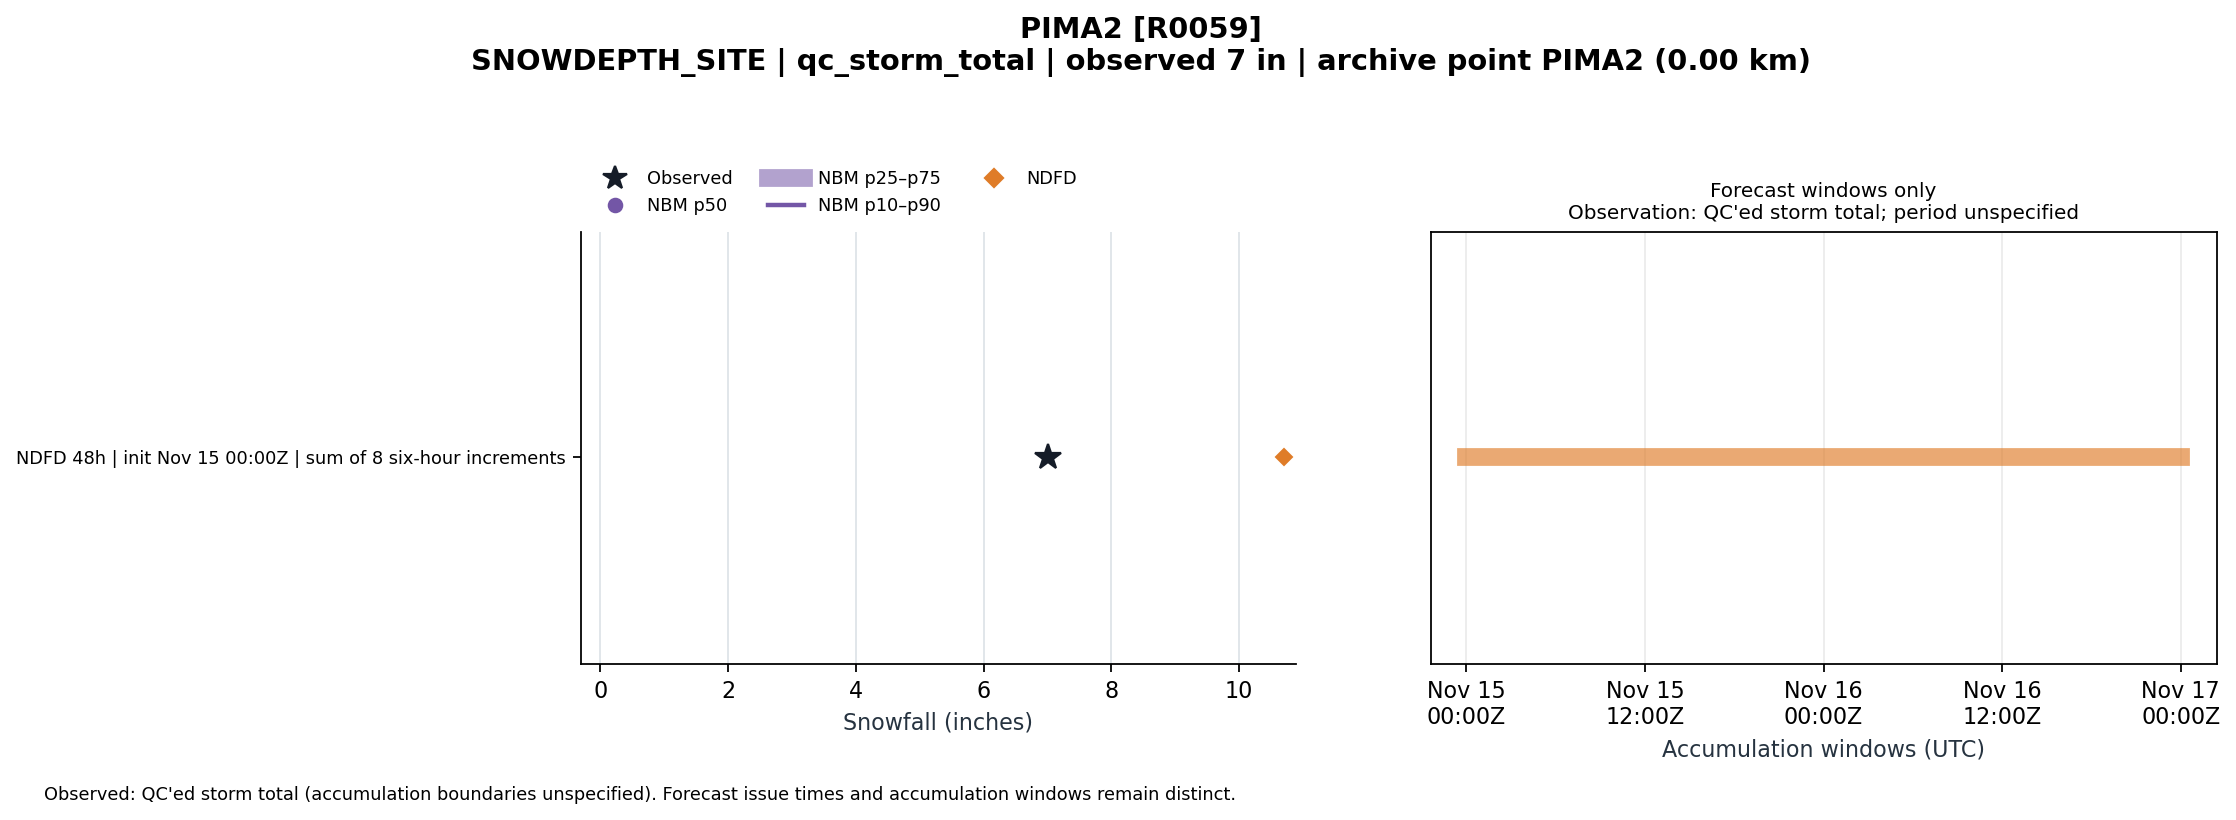 PIMA2 [R0059]
SNOWDEPTH_SITE | qc_storm_total | observed 7 in | archive point PIMA2 (0.00 km)
Observed
NBM p50
NBM p25–p75
NBM p10–p90
NDFD
Forecast windows only
Observation: QC'ed storm total; period unspecified
NDFD 48h | init Nov 15 00:00Z | sum of 8 six-hour increments
0 2 4 6 8 10
Snowfall (inches)
Nov 15 00:00Z
Nov 15 12:00Z
Nov 16 00:00Z
Nov 16 12:00Z
Nov 17 00:00Z
Accumulation windows (UTC)
Observed: QC'ed storm total (accumulation boundaries unspecified). Forecast issue times and accumulation windows remain distinct.